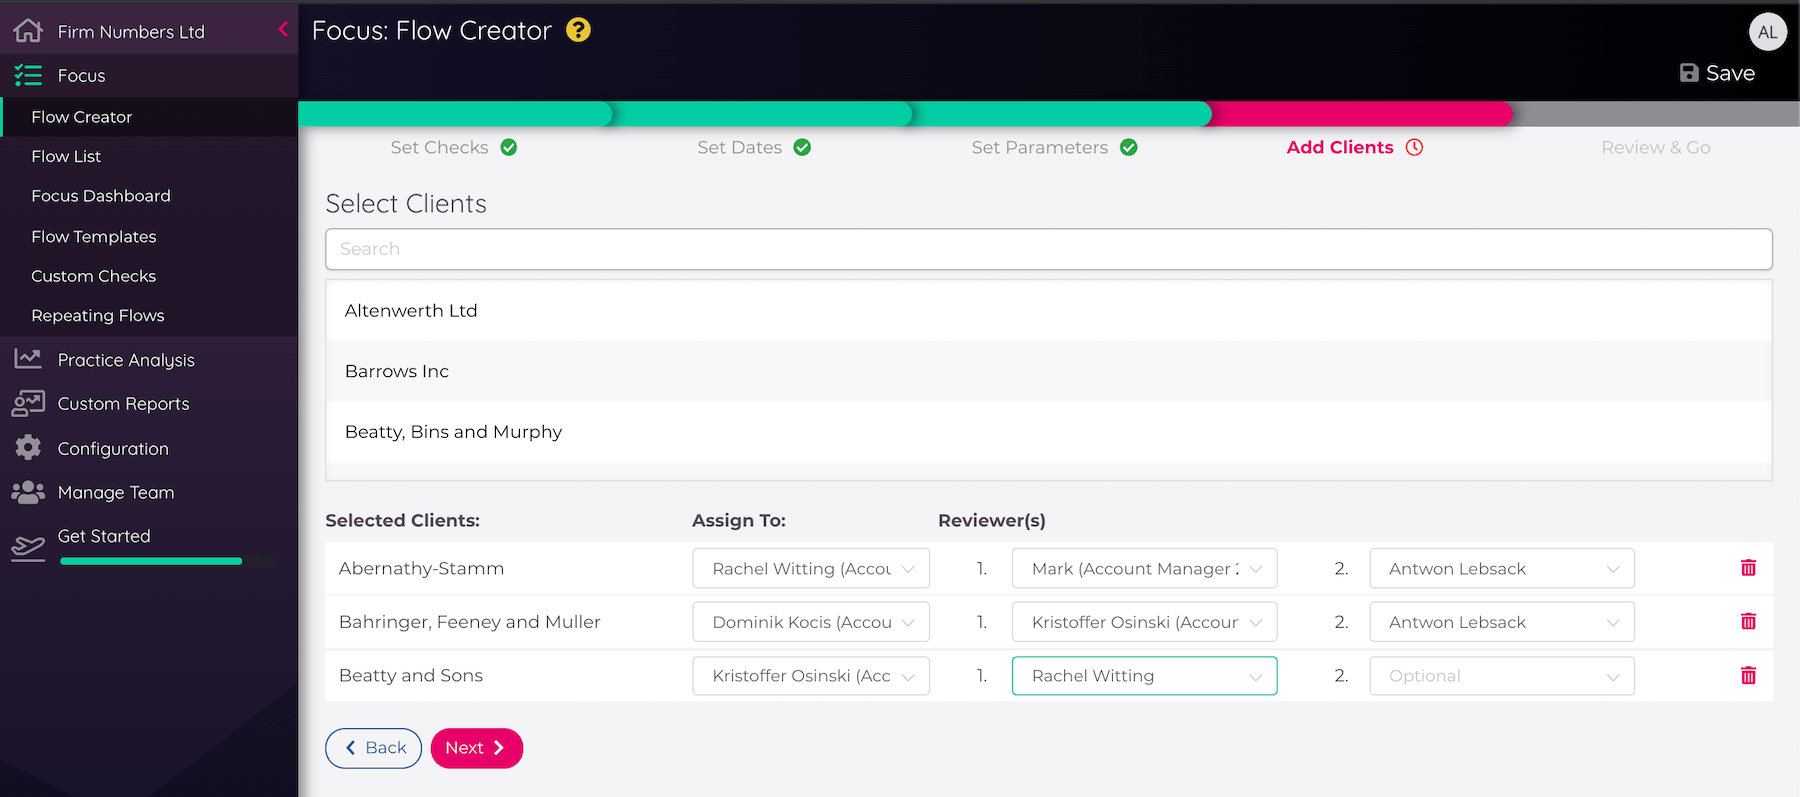 Firm Numbers Ltd
Focus
Flow Creator
Flow List
Focus Dashboard
Flow Templates
Custom Checks
Repeating Flows
Practice Analysis
Custom Reports
Configuration
Manage Team
Get Started
Focus: Flow Creator ?
AL
Save
Set Checks
Set Dates
Set Parameters
Add Clients
Review & Go
Select Clients
Search
Altenwerth Ltd
Barrows Inc
Beatty, Bins and Murphy
Selected Clients: Assign To: Reviewer(s)
Abernathy-Stamm Rachel Witting (Accou 1. Mark (Account Manager 2. Antwon Lebsack
Bahringer, Feeney and Muller Dominik Kocis (Accou 1. Kristoffer Osinski (Accour 2. Antwon Lebsack
Beatty and Sons Kristoffer Osinski (Acc 1. Rachel Witting 2. Optional
Back Next